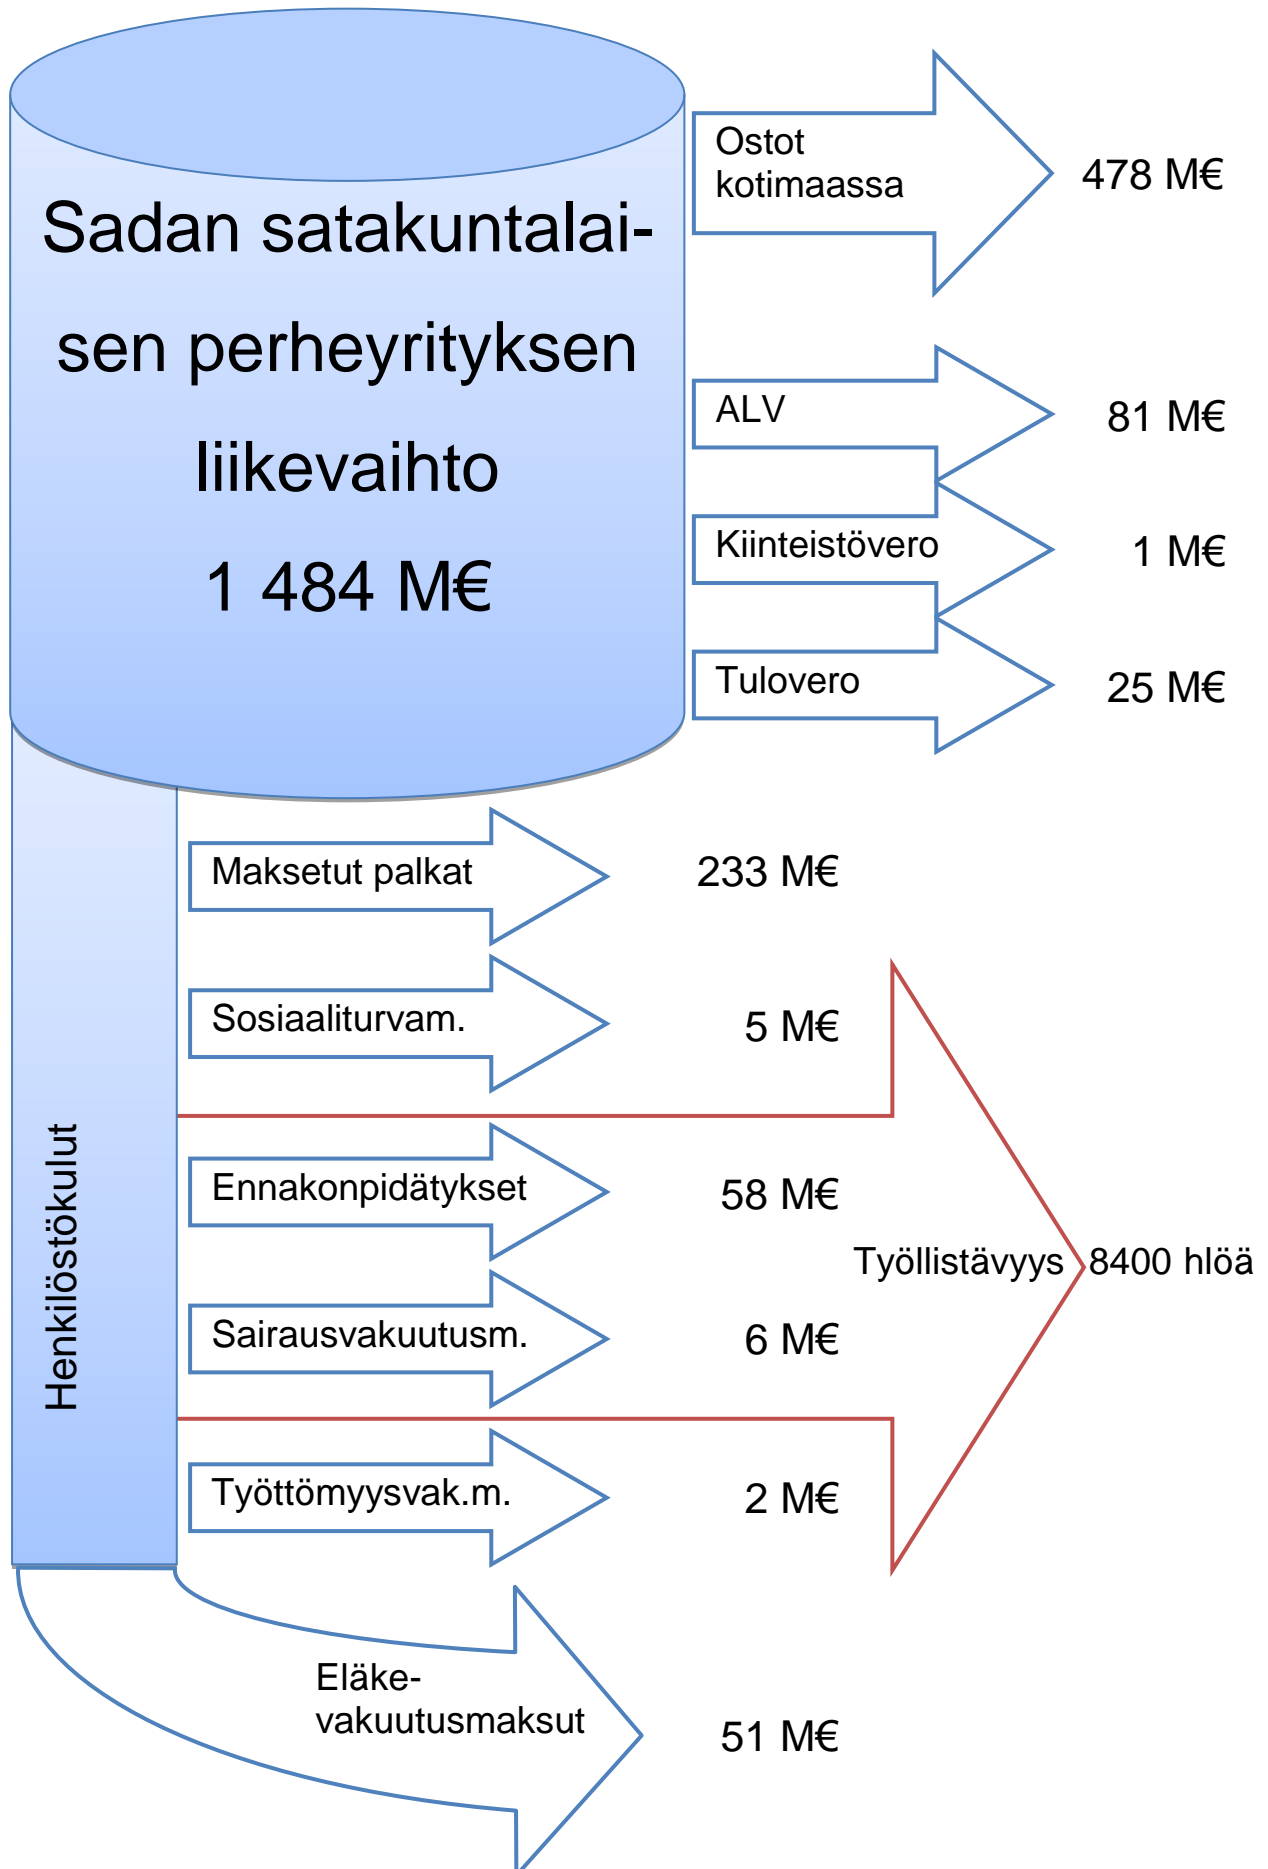 Sadan satakuntalai-
sen perheyrityksen
liikevaihto
1 484 M€
Ostot
kotimaassa
478 M€
ALV
81 M€
Kiinteistövero
1 M€
Tulovero
25 M€
Henkilöstökulut
Maksetut palkat
233 M€
Sosiaaliturvam.
5 M€
Ennakonpidätykset
58 M€
Työllistävyys
8400 hlöä
Sairausvakuutusm.
6 M€
Työttömyysvak.m.
2 M€
Eläke-
vakuutusmaksut
51 M€